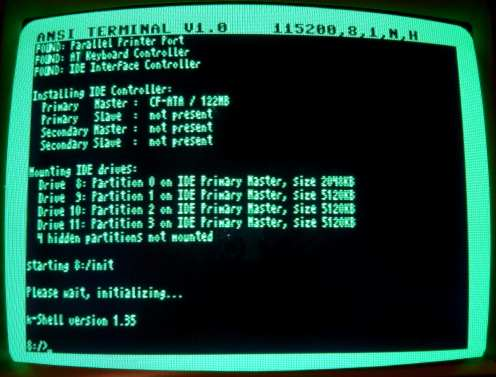 ANSI TERMINAL V1.0 115200,8,1,N,H
FOUND: Parallel Printer Port
FOUND: AT Keyboard Controller
FOUND: IDE Interface Controller
Installing IDE Controller:
Primary Master : CF-ATA / 122MB
Primary Slave : not present
Secondary Master : not present
Secondary Slave : not present
Mounting IDE drives:
Drive 8: Partition 0 on IDE Primary Master, size 2048KB
Drive 9: Partition 1 on IDE Primary Master, size 5120KB
Drive 10: Partition 2 on IDE Primary Master, size 5120KB
Drive 11: Partition 3 on IDE Primary Master, size 5120KB
4 hidden partitions not mounted
starting 8:/init
Please wait, initializing...
k-Shell version 1.35
8:/>_